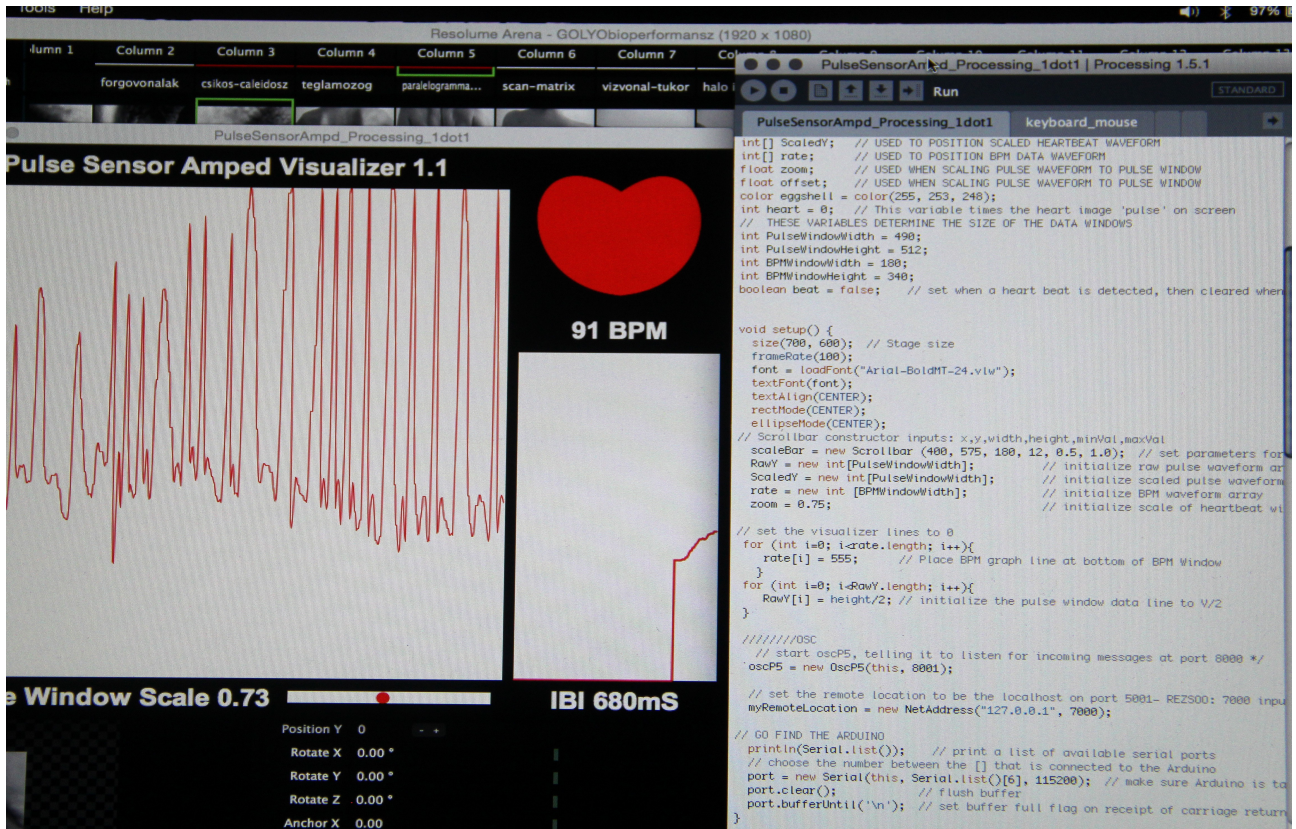 Tools Help
97%
Resolume Arena - GOLYObioperformansz (1920 x 1080)
lumn 1 Column 2 Column 3 Column 4 Column 5 Column 6 Column 7
forgovonalak csikos-caleidosz teglamozog paralelogramma... scan-matrix vizvonal-tukor halo
PulseSensorAmpd_Processing_1dot1
Pulse Sensor Amped Visualizer 1.1
91 BPM
e Window Scale 0.73
IBI 680mS
Position Y 0 - +
Rotate X 0.00 °
Rotate Y 0.00 °
Rotate Z 0.00 °
Anchor X 0.00
PulseSensorAmpd_Processing_1dot1 | Processing 1.5.1
Run
STANDARD
PulseSensorAmpd_Processing_1dot1 keyboard_mouse
int[] ScaledY; // USED TO POSITION SCALED HEARTBEAT WAVEFORM
int[] rate; // USED TO POSITION BPM DATA WAVEFORM
float zoom; // USED WHEN SCALING PULSE WAVEFORM TO PULSE WINDOW
float offset; // USED WHEN SCALING PULSE WAVEFORM TO PULSE WINDOW
color eggshell = color(255, 253, 248);
int heart = 0; // This variable times the heart image 'pulse' on screen
// THESE VARIABLES DETERMINE THE SIZE OF THE DATA WINDOWS
int PulseWindowWidth = 490;
int PulseWindowHeight = 512;
int BPMWindowWidth = 180;
int BPMWindowHeight = 340;
boolean beat = false; // set when a heart beat is detected, then cleared when
void setup() {
size(700, 600); // Stage size
frameRate(100);
font = loadFont("Arial-BoldMT-24.vlw");
textFont(font);
textAlign(CENTER);
rectMode(CENTER);
ellipseMode(CENTER);
// Scrollbar constructor inputs: x,y,width,height,minVal,maxVal
scaleBar = new Scrollbar (400, 575, 180, 12, 0.5, 1.0); // set parameters for
RawY = new int[PulseWindowWidth]; // initialize raw pulse waveform ar
ScaledY = new int[PulseWindowWidth]; // initialize scaled pulse waveform
rate = new int [BPMWindowWidth]; // initialize BPM waveform array
zoom = 0.75; // initialize scale of heartbeat wi
// set the visualizer lines to 0
for (int i=0; i<rate.length; i++){
rate[i] = 555; // Place BPM graph line at bottom of BPM Window
}
for (int i=0; i<RawY.length; i++){
RawY[i] = height/2; // initialize the pulse window data line to V/2
}
////////OSC
// start oscP5, telling it to listen for incoming messages at port 8000 */
oscP5 = new OscP5(this, 8001);
// set the remote location to be the localhost on port 5001- REZSOO: 7000 inpu
myRemoteLocation = new NetAddress("127.0.0.1", 7000);
// GO FIND THE ARDUINO
println(Serial.list()); // print a list of available serial ports
// choose the number between the [] that is connected to the Arduino
port = new Serial(this, Serial.list()[6], 115200); // make sure Arduino is ta
port.clear(); // flush buffer
port.bufferUntil('\n'); // set buffer full flag on receipt of carriage return
}